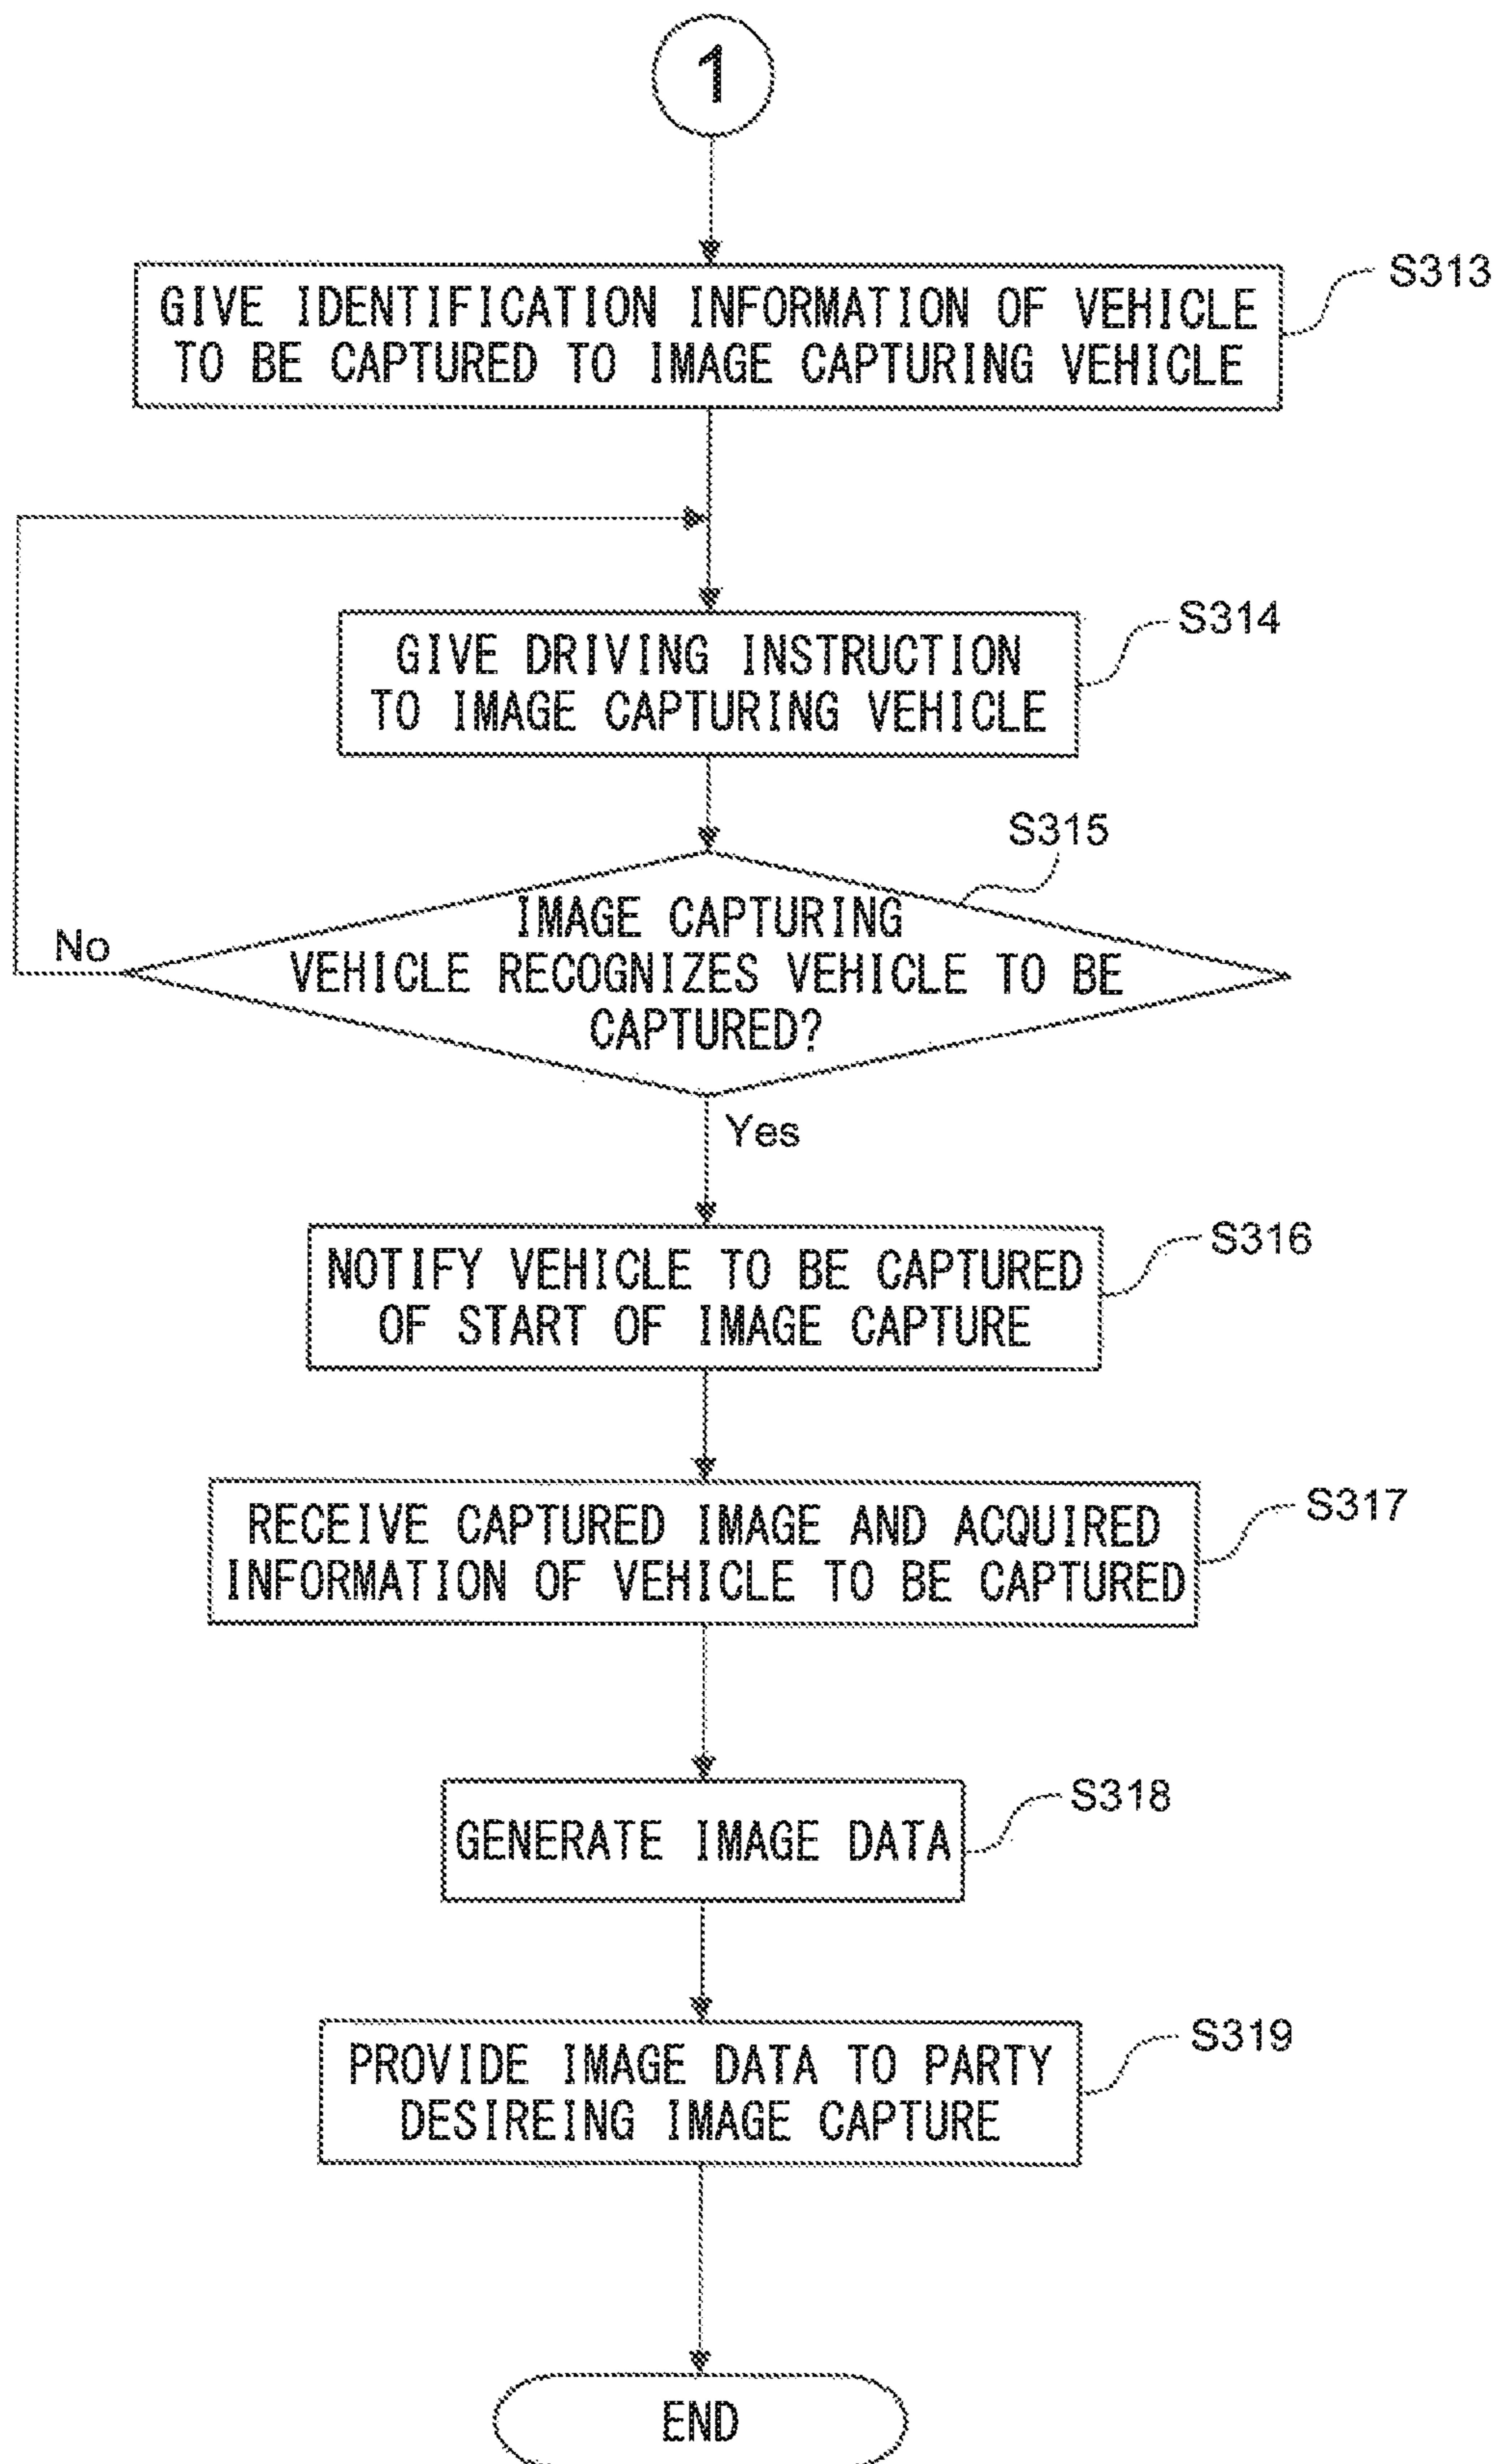 1
S313
GIVE IDENTIFICATION INFORMATION OF VEHICLE
TO BE CAPTURED TO IMAGE CAPTURING VEHICLE
S314
GIVE DRIVING INSTRUCTION
TO IMAGE CAPTURING VEHICLE
S315
IMAGE CAPTURING
VEHICLE RECOGNIZES VEHICLE TO BE
CAPTURED?
No
Yes
S316
NOTIFY VEHICLE TO BE CAPTURED
OF START OF IMAGE CAPTURE
S317
RECEIVE CAPTURED IMAGE AND ACQUIRED
INFORMATION OF VEHICLE TO BE CAPTURED
S318
GENERATE IMAGE DATA
S319
PROVIDE IMAGE DATA TO PARTY
DESIREING IMAGE CAPTURE
END